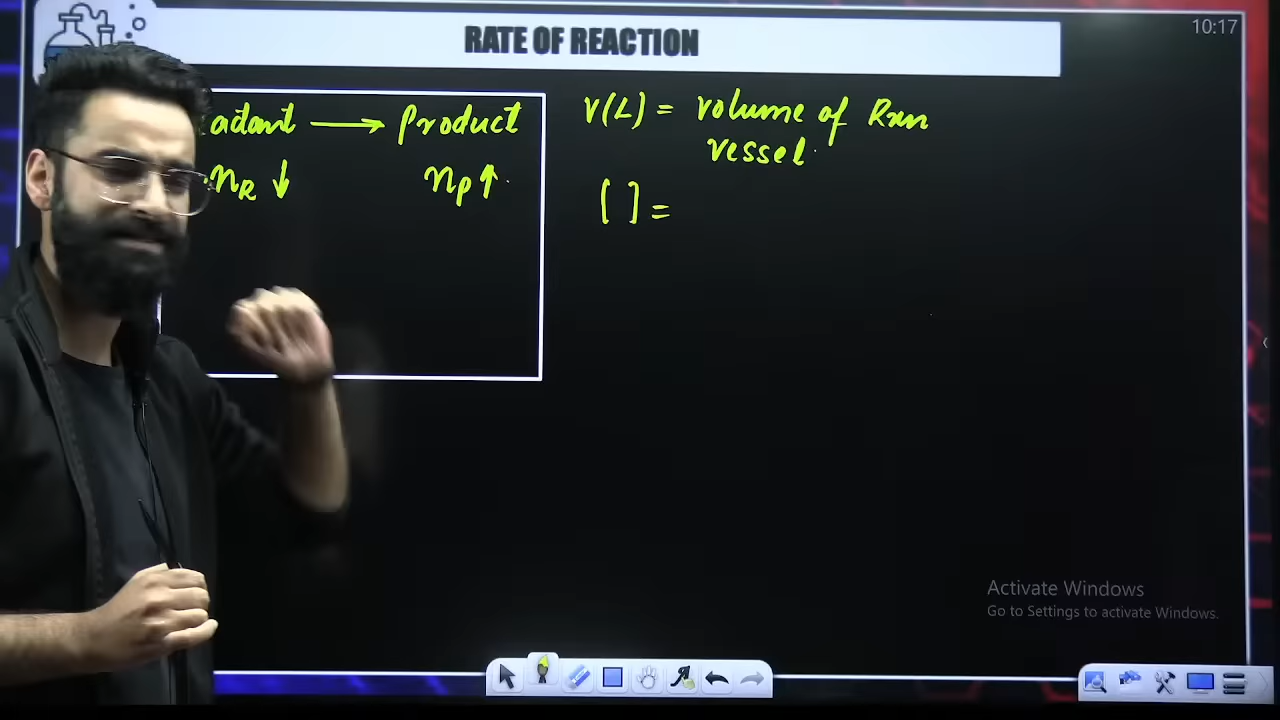 RATE OF REACTION
10:17
actant → Product
V(L) = volume of Rxn
vessel.
nR ↓
nP ↑.
[ ] =
Activate Windows
Go to Settings to activate Windows.